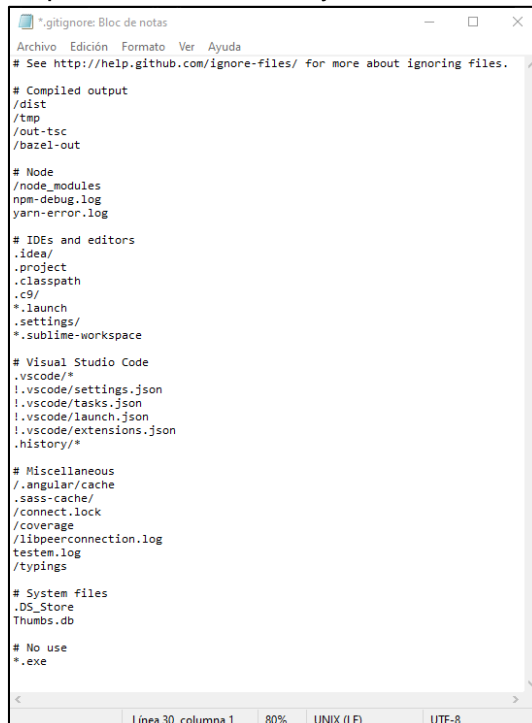 *.gitignore: Bloc de notas
Archivo Edición Formato Ver Ayuda
# See http://help.github.com/ignore-files/ for more about ignoring files.
# Compiled output
/dist
/tmp
/out-tsc
/bazel-out
# Node
/node_modules
npm-debug.log
yarn-error.log
# IDEs and editors
.idea/
.project
.classpath
.c9/
*.launch
.settings/
*.sublime-workspace
# Visual Studio Code
.vscode/*
!.vscode/settings.json
!.vscode/tasks.json
!.vscode/launch.json
!.vscode/extensions.json
.history/*
# Miscellaneous
/.angular/cache
.sass-cache/
/connect.lock
/coverage
/libpeerconnection.log
testem.log
/typings
# System files
.DS_Store
Thumbs.db
# No use
*.exe
Línea 30, columna 1 80% UNIX (LF) UTF-8